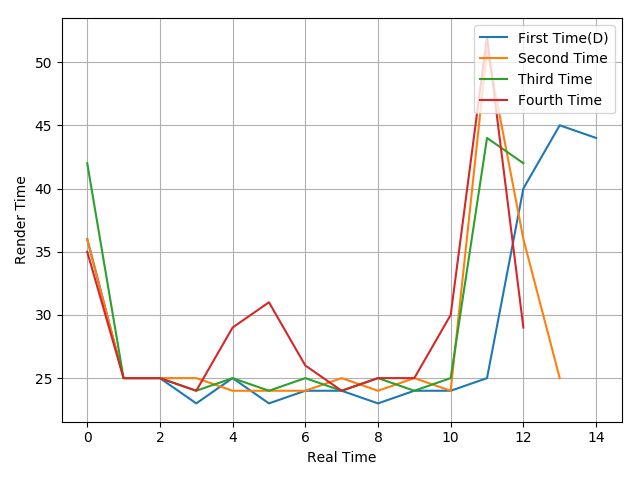 First Time(D)
Second Time
Third Time
Fourth Time
50
45
40
35
30
25
Render Time
0 2 4 6 8 10 12 14
Real Time